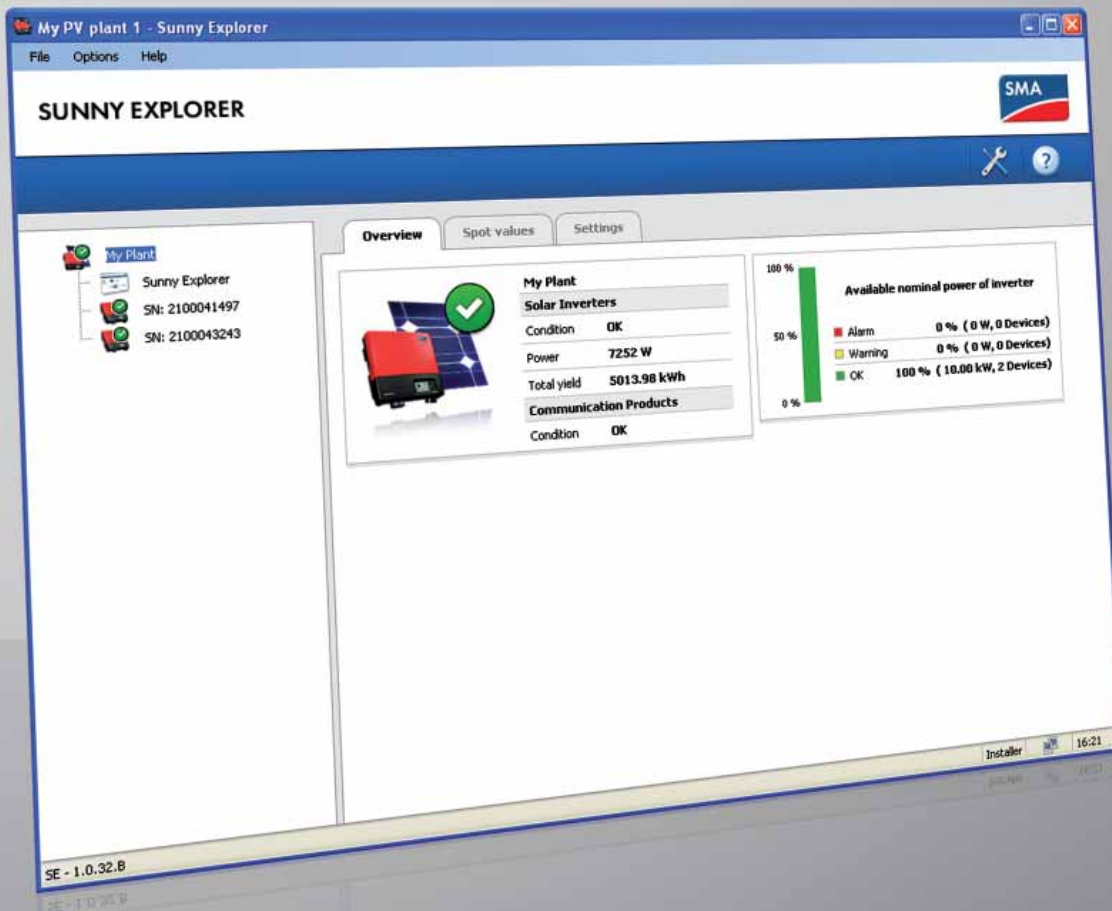 My PV plant 1 - Sunny Explorer
File Options Help
SUNNY EXPLORER
SMA
?
My Plant
Sunny Explorer
SN: 2100041497
SN: 2100043243
Overview Spot values Settings
My Plant
Solar Inverters
Condition OK
Power 7252 W
Total yield 5013.98 kWh
Communication Products
Condition OK
100 %
50 %
0 %
Available nominal power of inverter
Alarm 0 % ( 0 W, 0 Devices)
Warning 0 % ( 0 W, 0 Devices)
OK 100 % ( 10.00 kW, 2 Devices)
Installer 16:21
SE - 1.0.32.B